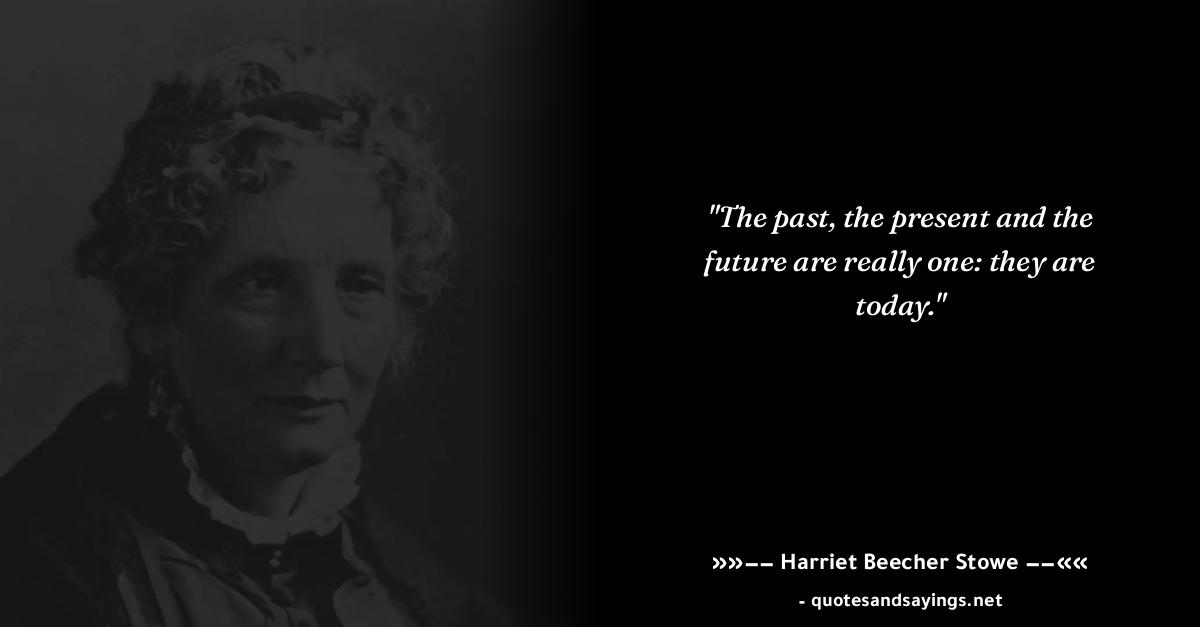 "The past, the present and the
future are really one: they are
today."
»»−− Harriet Beecher Stowe −−««
- quotesandsayings.net